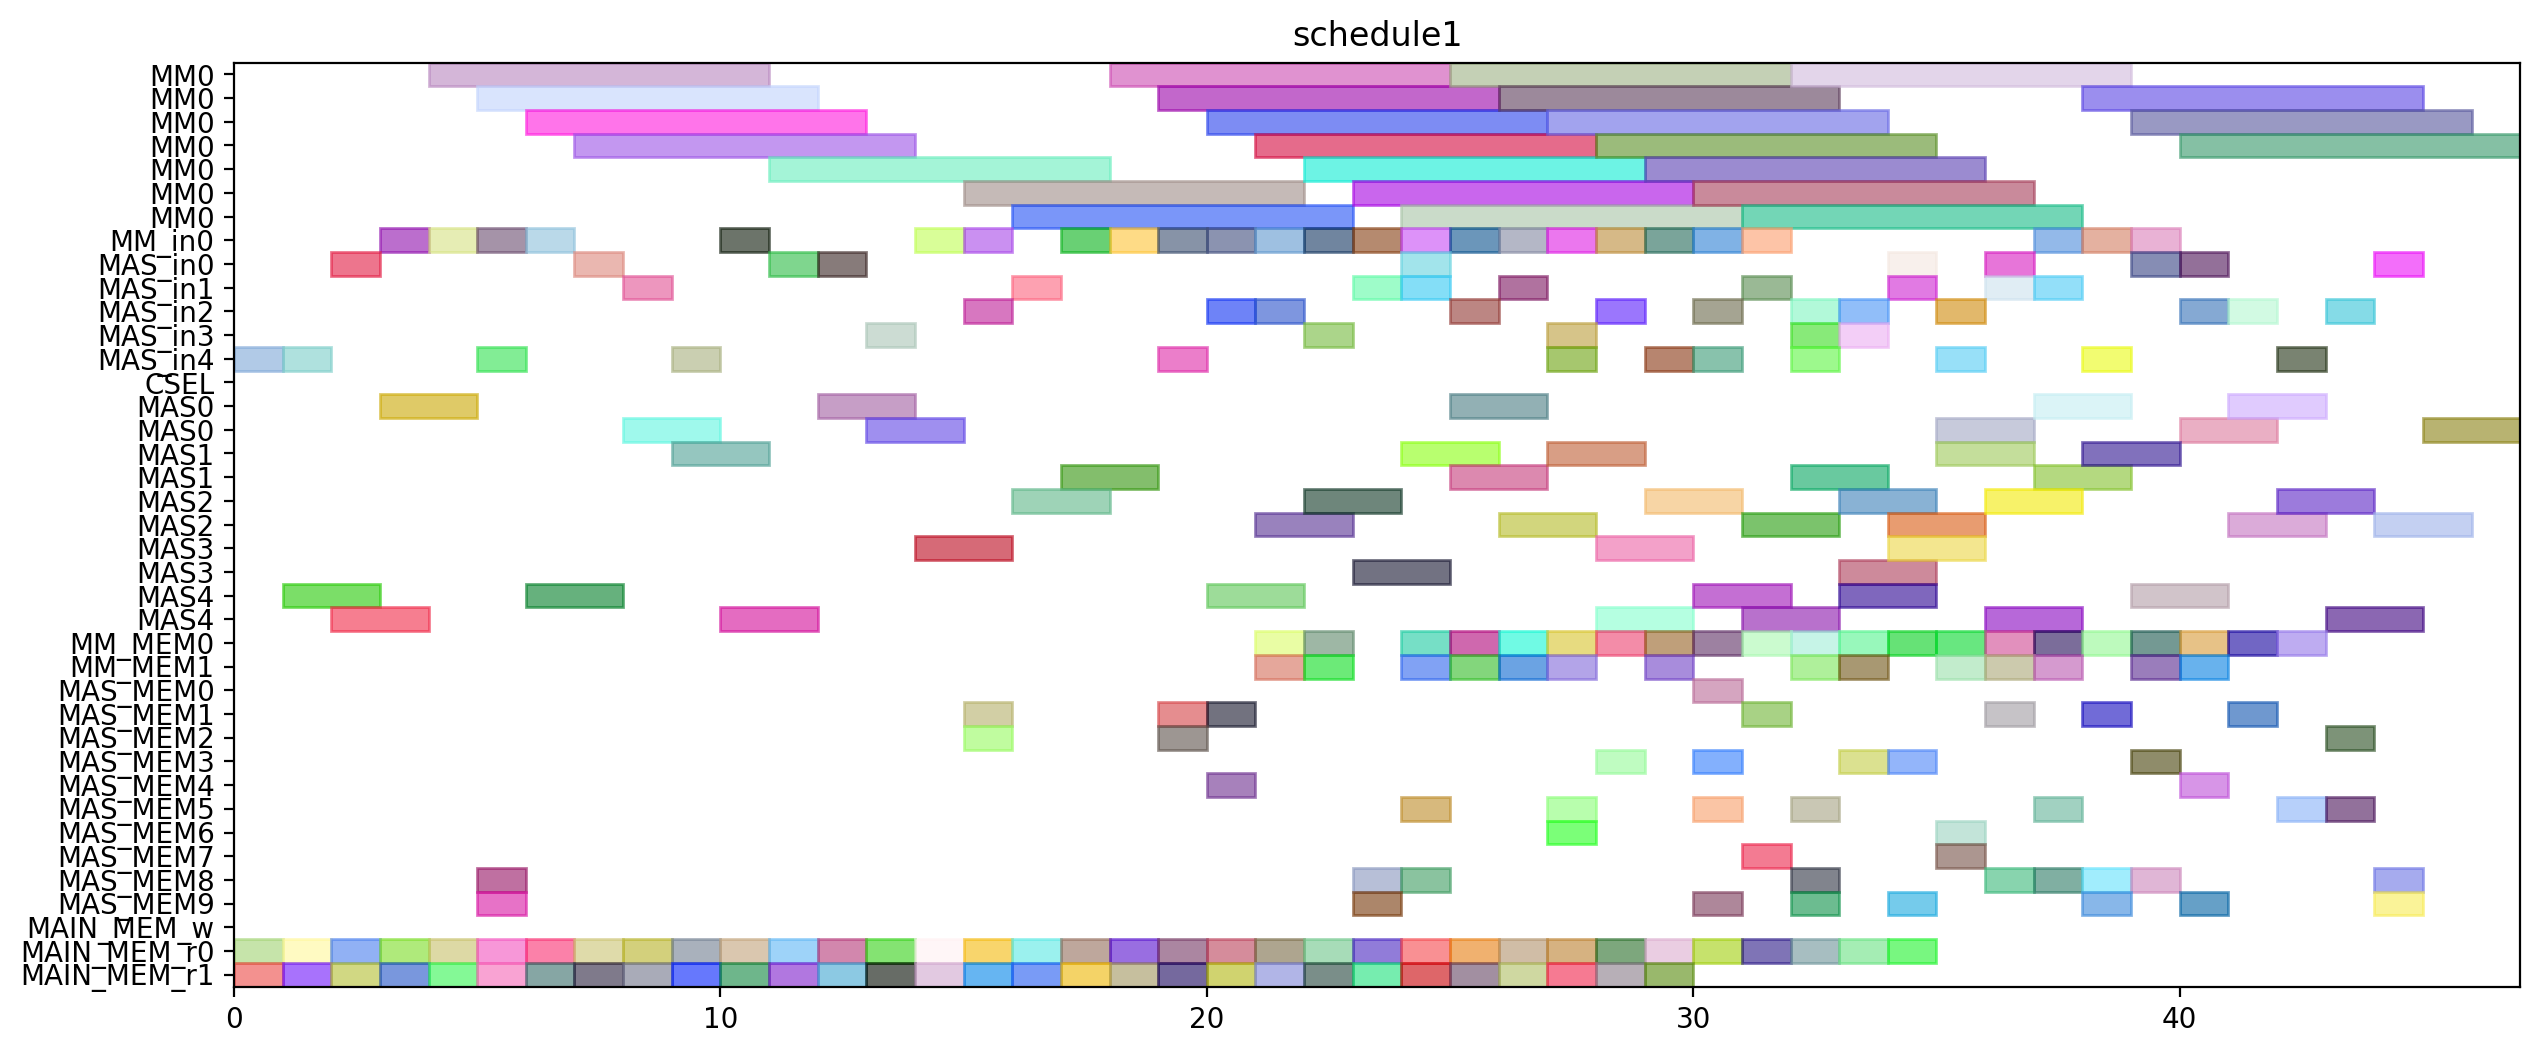 schedule1
MM0
MM0
MM0
MM0
MM0
MM0
MM0
MM_in0
MAS_in0
MAS_in1
MAS_in2
MAS_in3
MAS_in4
CSEL
MAS0
MAS0
MAS1
MAS1
MAS2
MAS2
MAS3
MAS3
MAS4
MAS4
MM_MEM0
MM_MEM1
MAS_MEM0
MAS_MEM1
MAS_MEM2
MAS_MEM3
MAS_MEM4
MAS_MEM5
MAS_MEM6
MAS_MEM7
MAS_MEM8
MAS_MEM9
MAIN_MEM_w
MAIN_MEM_r0
MAIN_MEM_r1
0 10 20 30 40